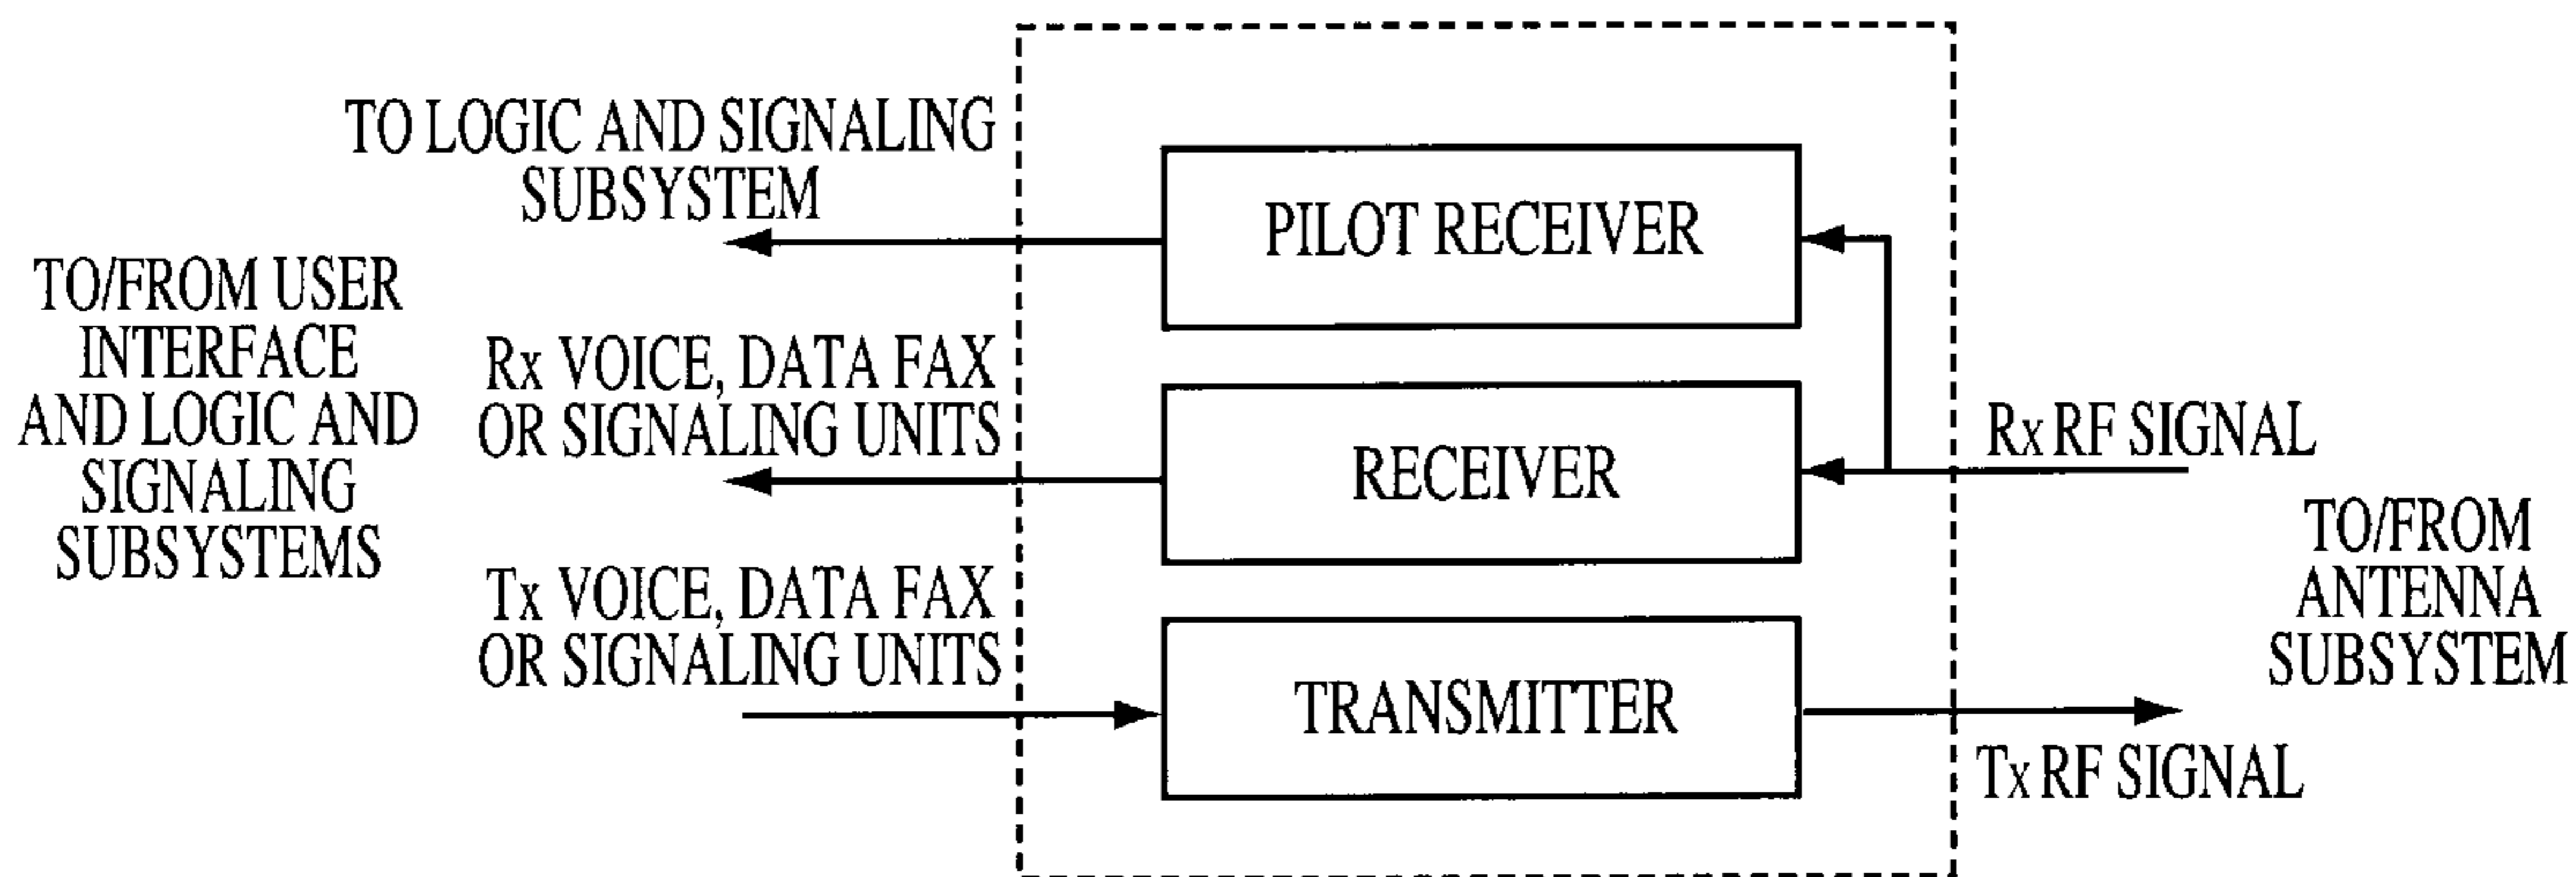 TO LOGIC AND SIGNALING
SUBSYSTEM
PILOT RECEIVER
TO/FROM USER
INTERFACE
AND LOGIC AND
SIGNALING
SUBSYSTEMS
Rx VOICE, DATA FAX
OR SIGNALING UNITS
RECEIVER
Rx RF SIGNAL
TO/FROM
ANTENNA
SUBSYSTEM
Tx VOICE, DATA FAX
OR SIGNALING UNITS
TRANSMITTER
Tx RF SIGNAL